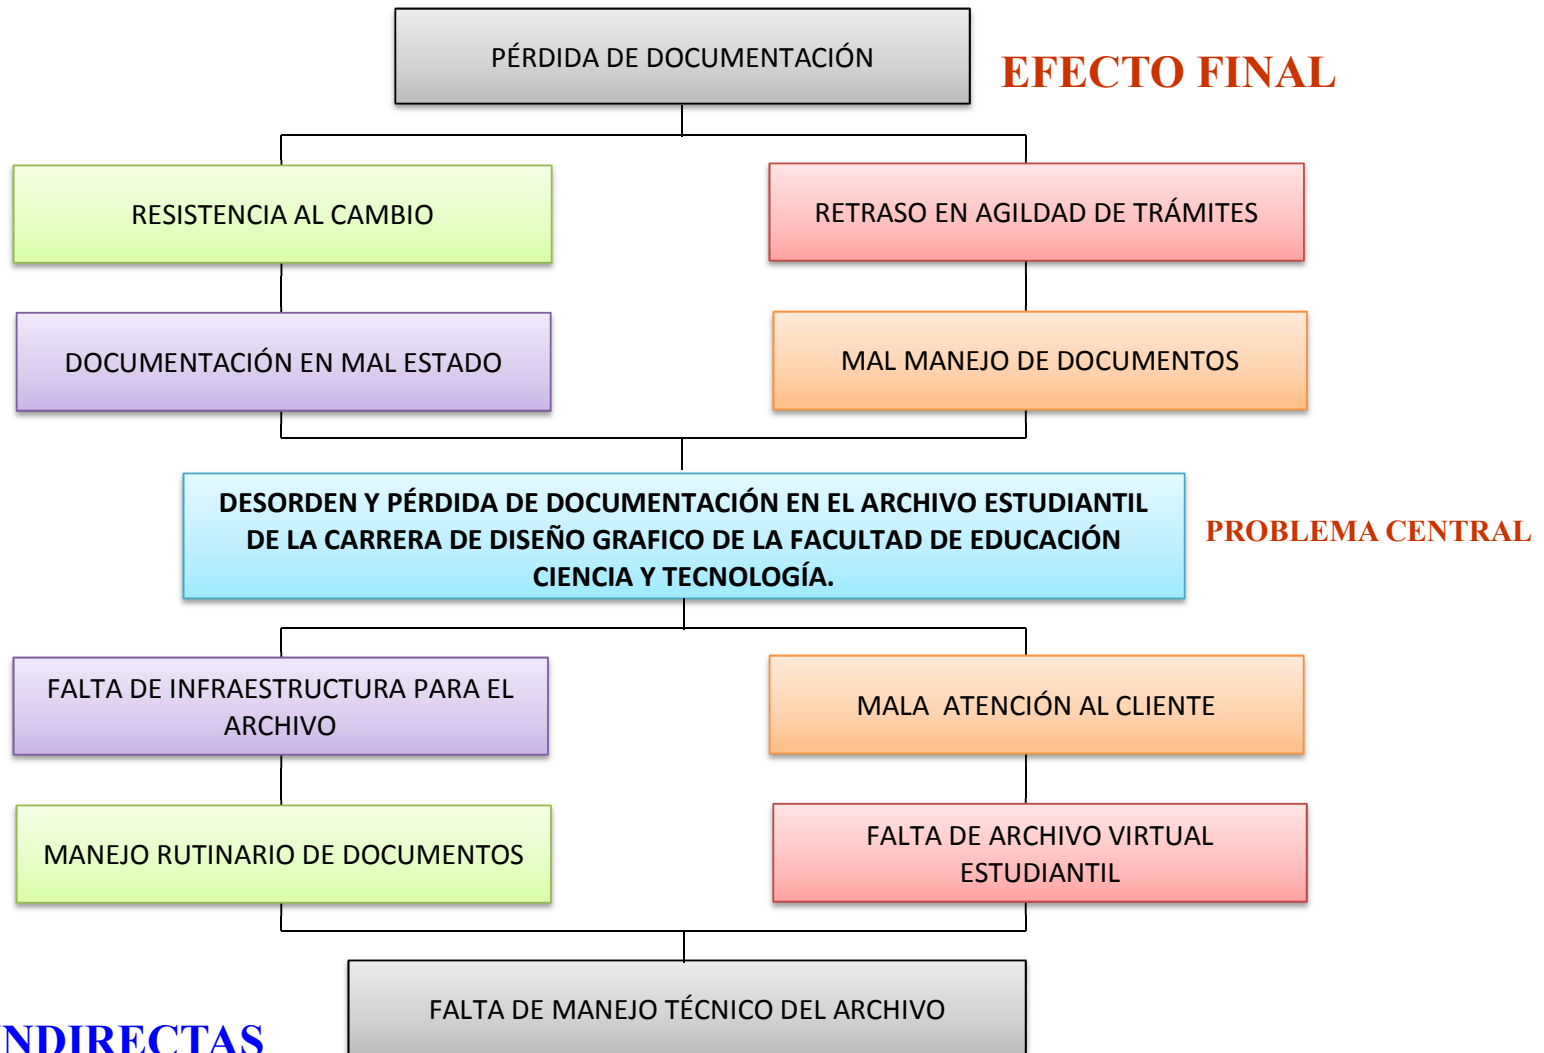 PÉRDIDA DE DOCUMENTACIÓN
EFECTO FINAL
RESISTENCIA AL CAMBIO
RETRASO EN AGILDAD DE TRÁMITES
DOCUMENTACIÓN EN MAL ESTADO
MAL MANEJO DE DOCUMENTOS
DESORDEN Y PÉRDIDA DE DOCUMENTACIÓN EN EL ARCHIVO ESTUDIANTIL
DE LA CARRERA DE DISEÑO GRAFICO DE LA FACULTAD DE EDUCACIÓN
CIENCIA Y TECNOLOGÍA.
PROBLEMA CENTRAL
FALTA DE INFRAESTRUCTURA PARA EL
ARCHIVO
MALA ATENCIÓN AL CLIENTE
MANEJO RUTINARIO DE DOCUMENTOS
FALTA DE ARCHIVO VIRTUAL
ESTUDIANTIL
FALTA DE MANEJO TÉCNICO DEL ARCHIVO
INDIRECTAS